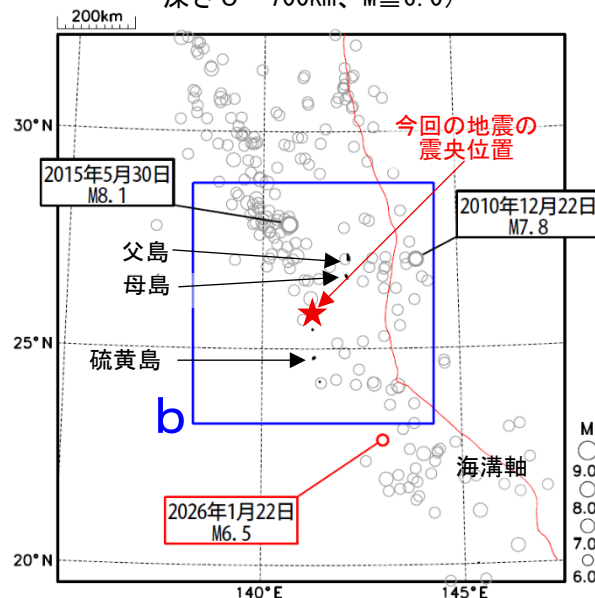 深さ0～700km、M≧6.0）
200km
今回の地震の
震央位置
30°N
2015年5月30日
M8.1
2010年12月22日
M7.8
父島
母島
25°N
硫黄島
b
M
9.0
8.0
7.0
6.0
海溝軸
2026年1月22日
M6.5
20°N
140°E
145°E